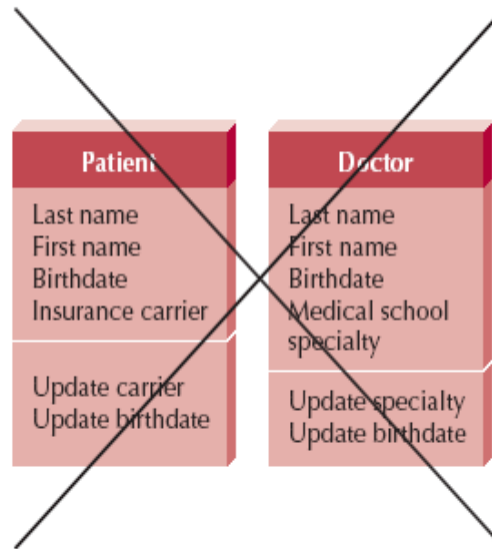 Patient
Last name
First name
Birthdate
Insurance carrier
Update carrier
Update birthdate
Doctor
Last name
First name
Birthdate
Medical school
specialty
Update specialty
Update birthdate